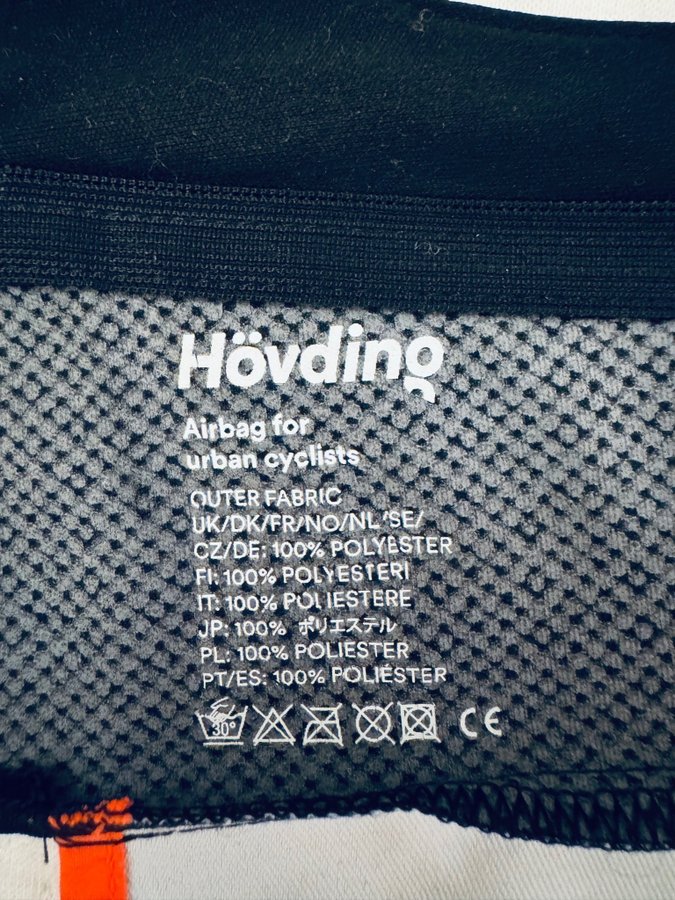 Hövding
Airbag for
urban cyclists
OUTER FABRIC
UK/DK/FR/NO/NL/SE/
CZ/DE: 100% POLYESTER
FI: 100% POLYESTERI
IT: 100% POLIESTERE
JP: 100% ポリエステル
PL: 100% POLIESTER
PT/ES: 100% POLIÉSTER
30° CE